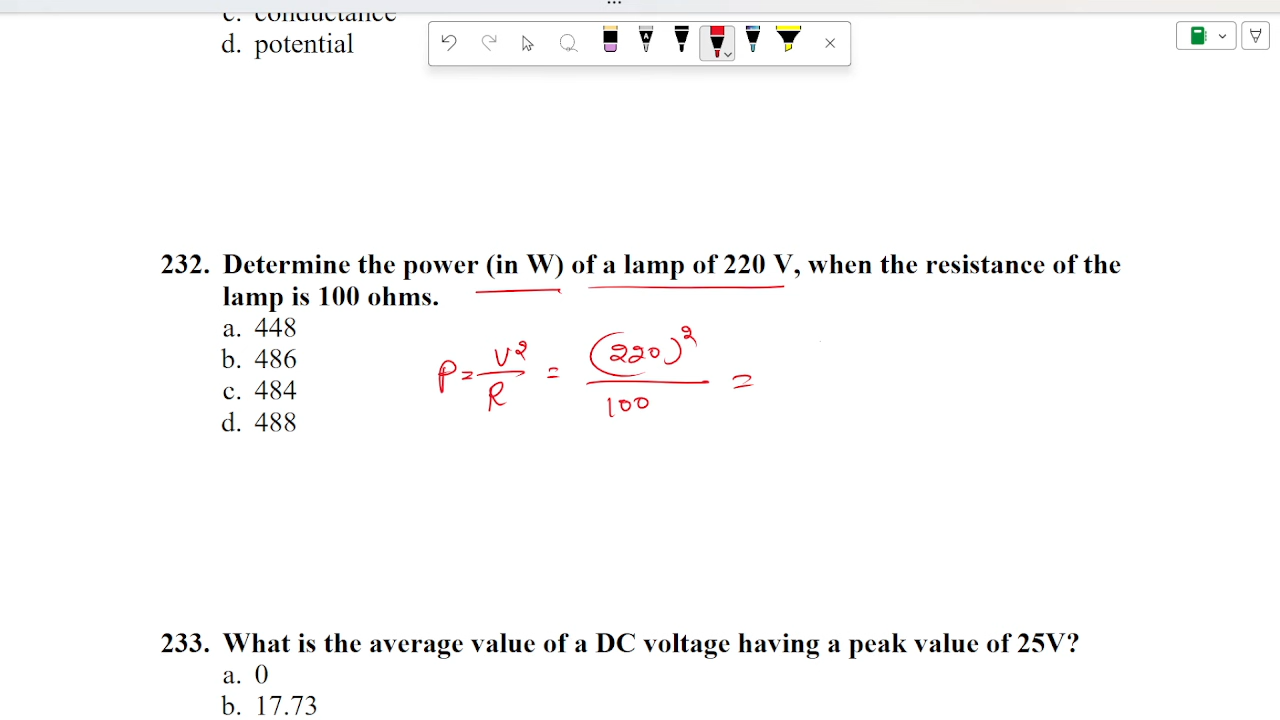 c. conductance
d. potential
232. Determine the power (in W) of a lamp of 220 V, when the resistance of the
lamp is 100 ohms.
a. 448
b. 486
c. 484
d. 488
P = V²/R = (220)²/100 =
233. What is the average value of a DC voltage having a peak value of 25V?
a. 0
b. 17.73